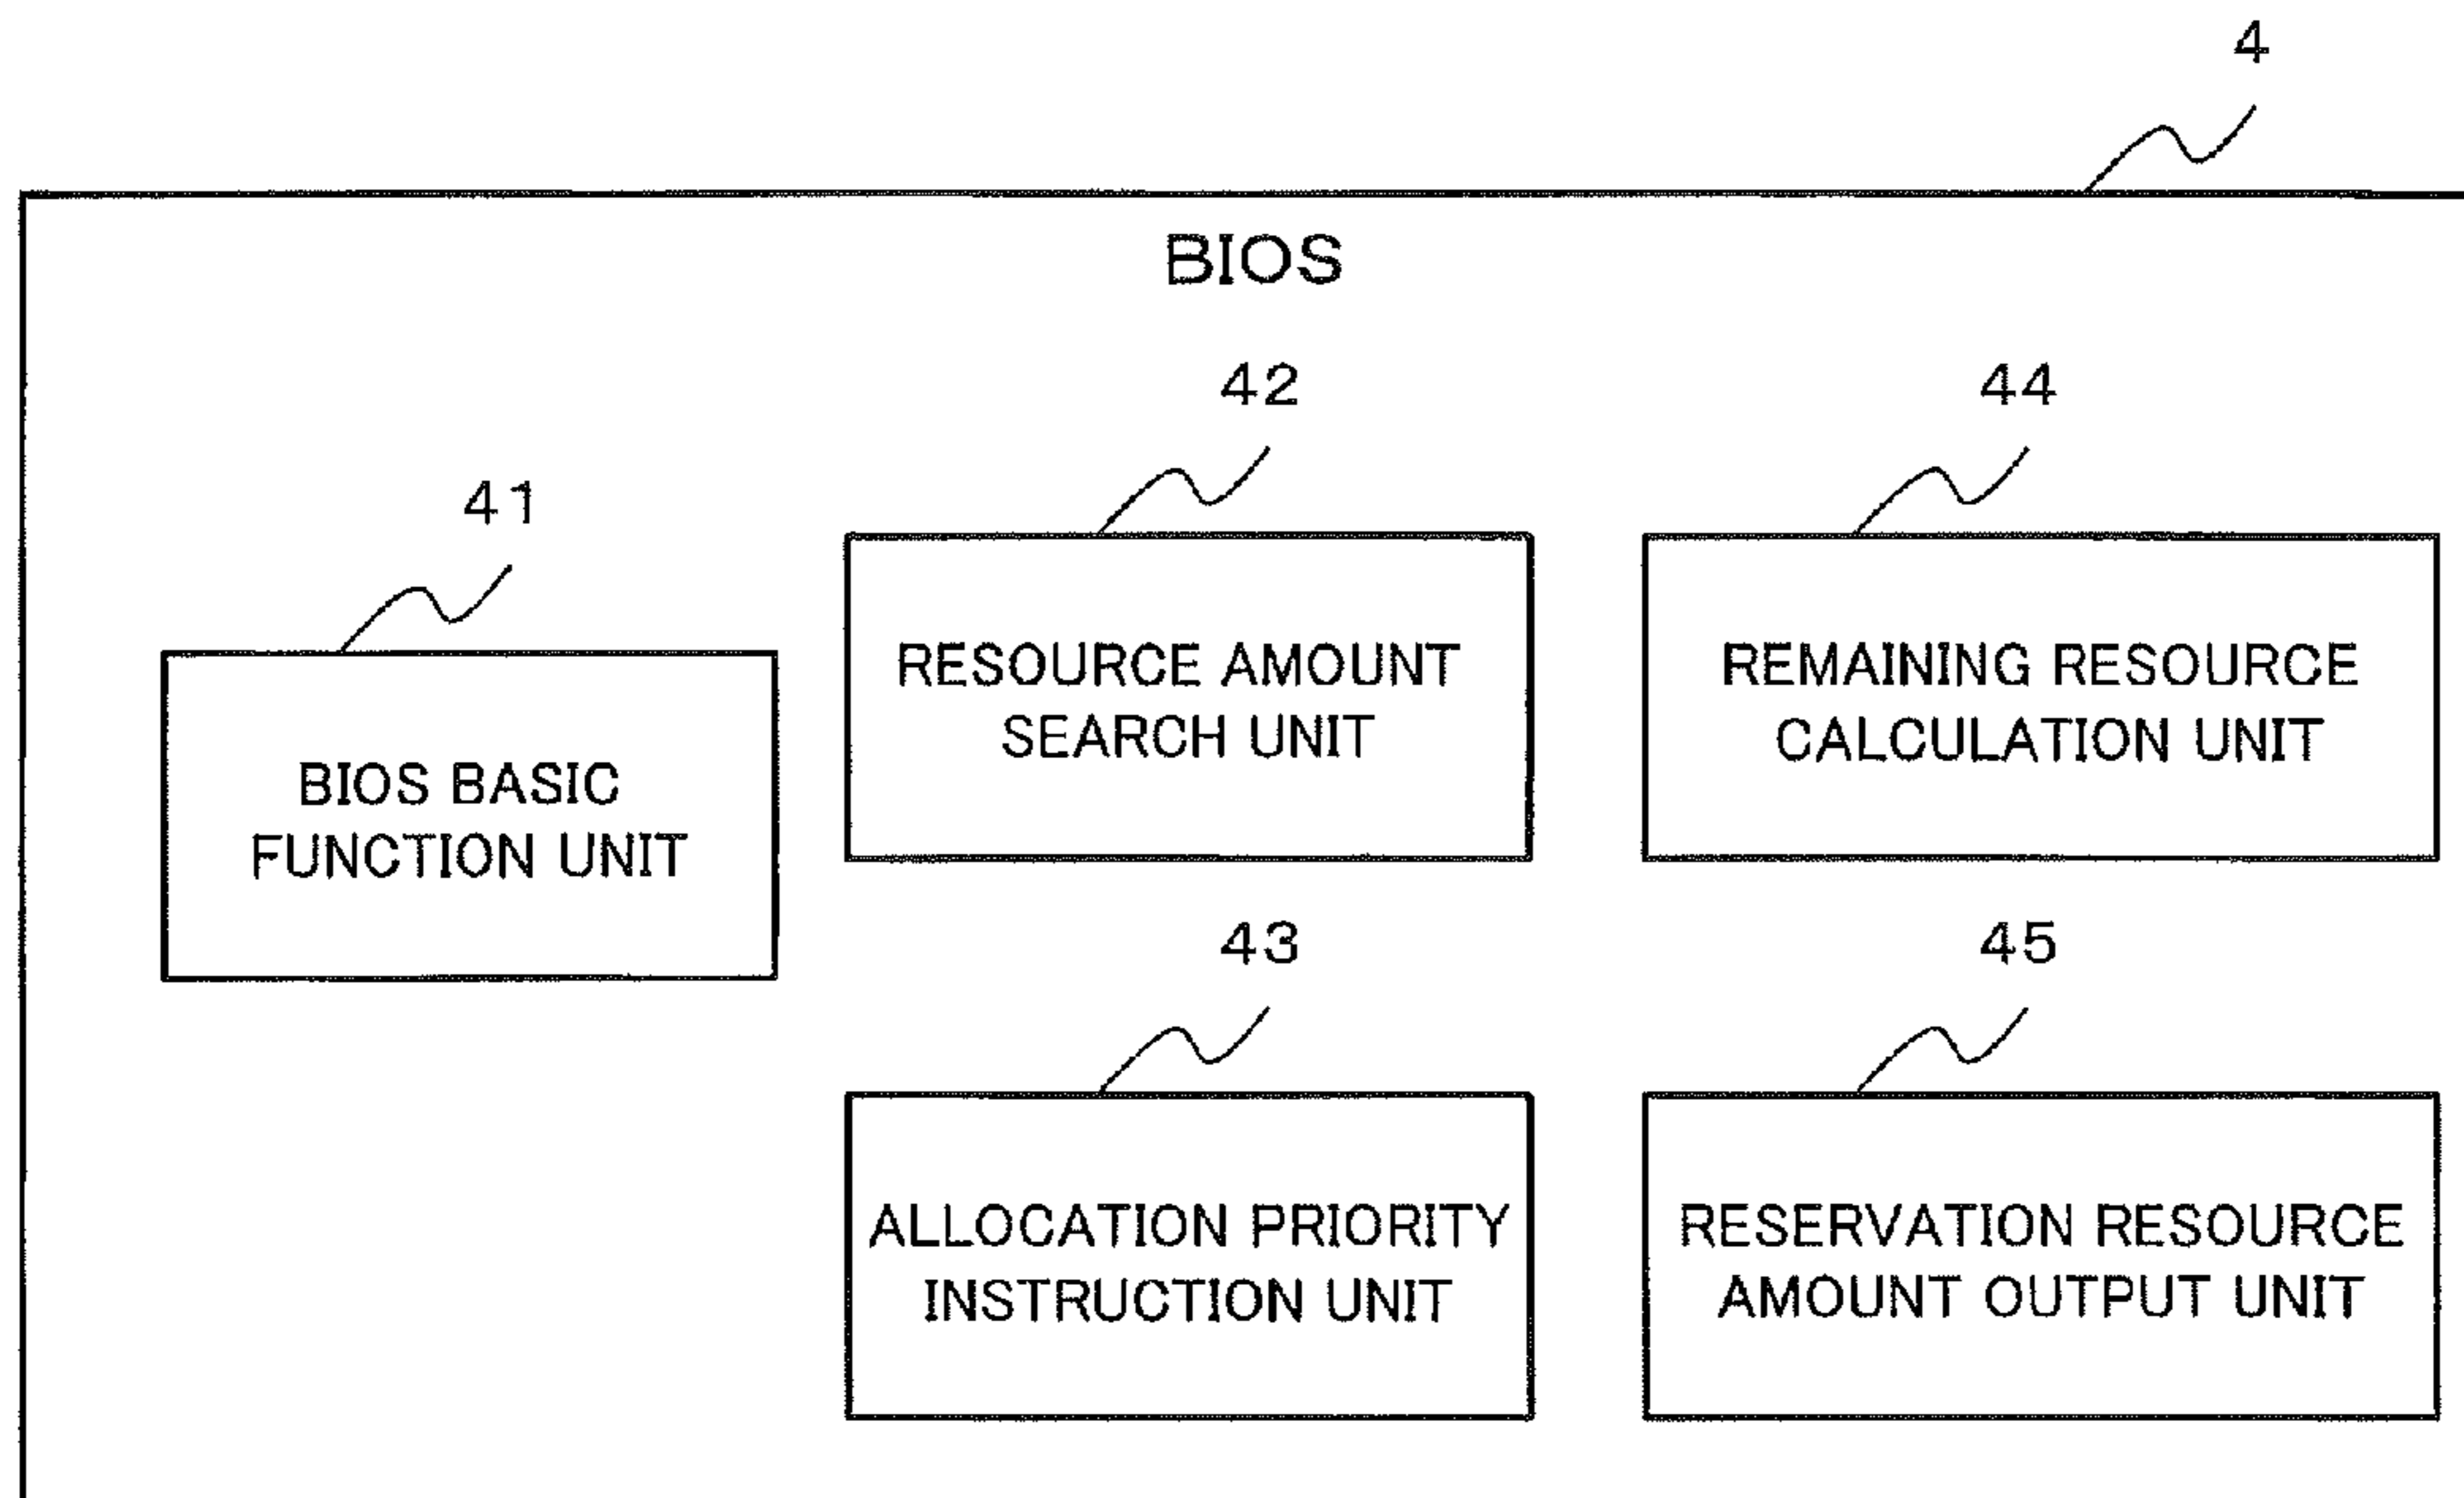 4
BIOS
42
44
41
RESOURCE AMOUNT
SEARCH UNIT
REMAINING RESOURCE
CALCULATION UNIT
BIOS BASIC
FUNCTION UNIT
43
45
ALLOCATION PRIORITY
INSTRUCTION UNIT
RESERVATION RESOURCE
AMOUNT OUTPUT UNIT